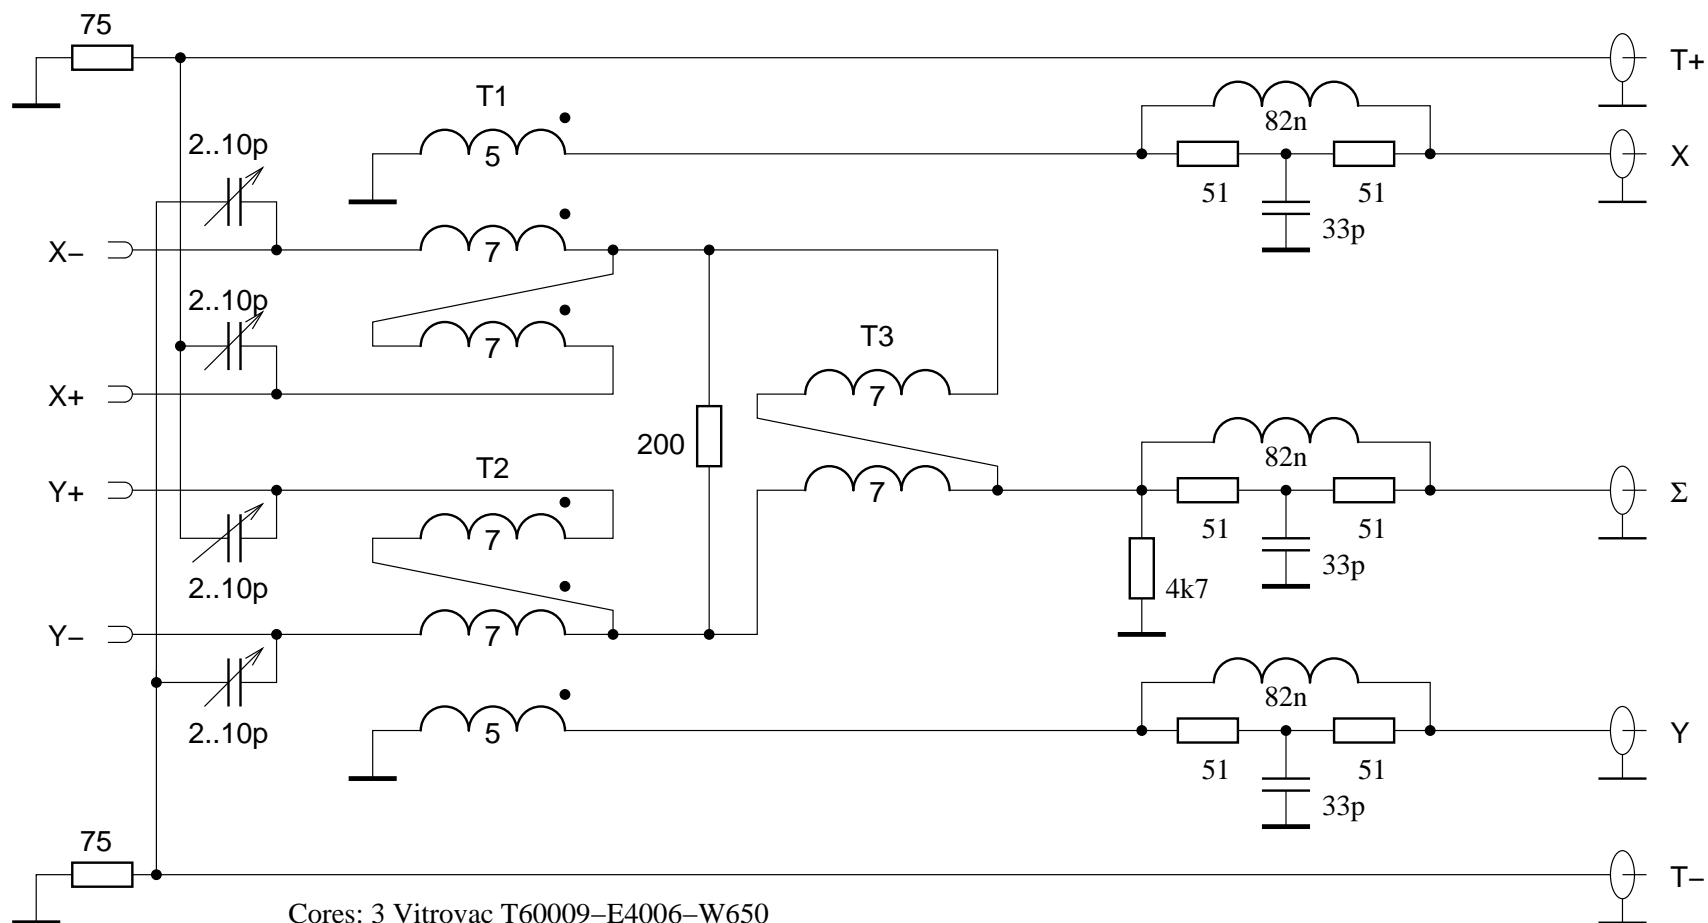 75
T+
T1
82n
2..10p
5
X
51
51
33p
X−
7
2..10p
7
T3
X+
7
200
82n
T2
Y+
7
Σ
7
51
51
33p
2..10p
4k7
Y−
7
82n
2..10p
5
Y
51
51
33p
75
T−
Cores: 3 Vitrovac T60009−E4006−W650